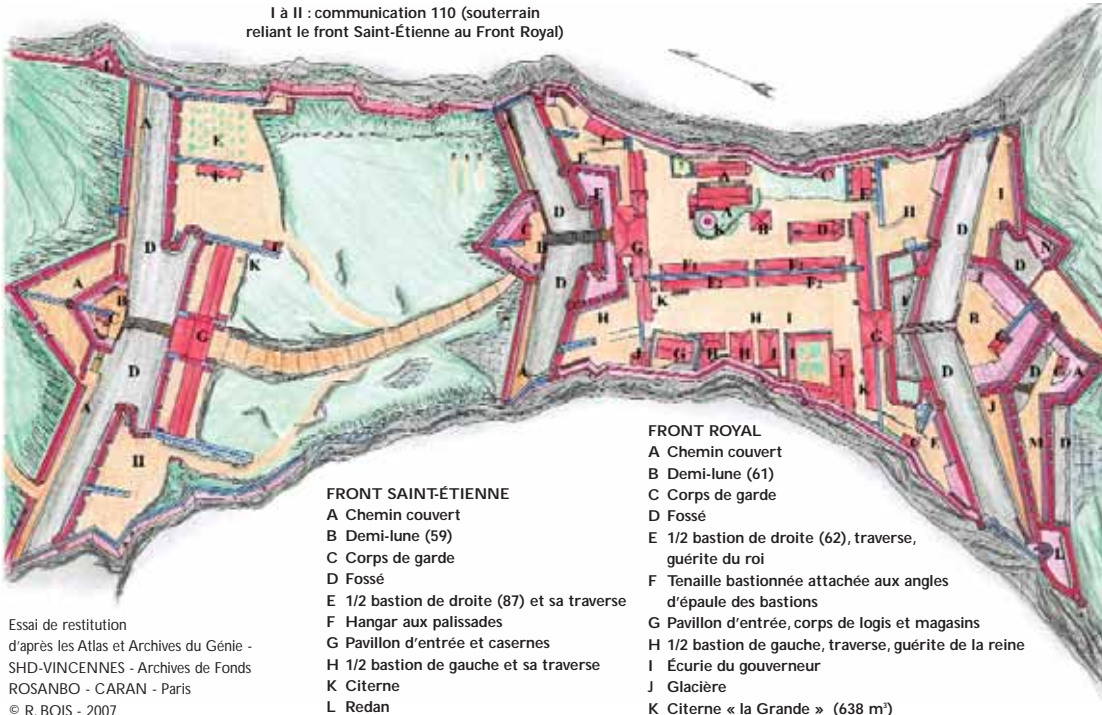 I à II : communication 110 (souterrain
reliant le front Saint-Étienne au Front Royal)
FRONT SAINT-ÉTIENNE
A Chemin couvert
B Demi-lune (59)
C Corps de garde
D Fossé
E 1/2 bastion de droite (87) et sa traverse
F Hangar aux palissades
G Pavillon d'entrée et casernes
H 1/2 bastion de gauche et sa traverse
K Citerne
L Redan
FRONT ROYAL
A Chemin couvert
B Demi-lune (61)
C Corps de garde
D Fossé
E 1/2 bastion de droite (62), traverse,
guérite du roi
F Tenaille bastionnée attachée aux angles
d'épaule des bastions
G Pavillon d'entrée, corps de logis et magasins
H 1/2 bastion de gauche, traverse, guérite de la reine
I Écurie du gouverneur
J Glacière
K Citerne « la Grande » (638 m³)
Essai de restitution
d'après les Atlas et Archives du Génie -
SHD-VINCENNES - Archives de Fonds
ROSANBO - CARAN - Paris
© R. BOIS - 2007